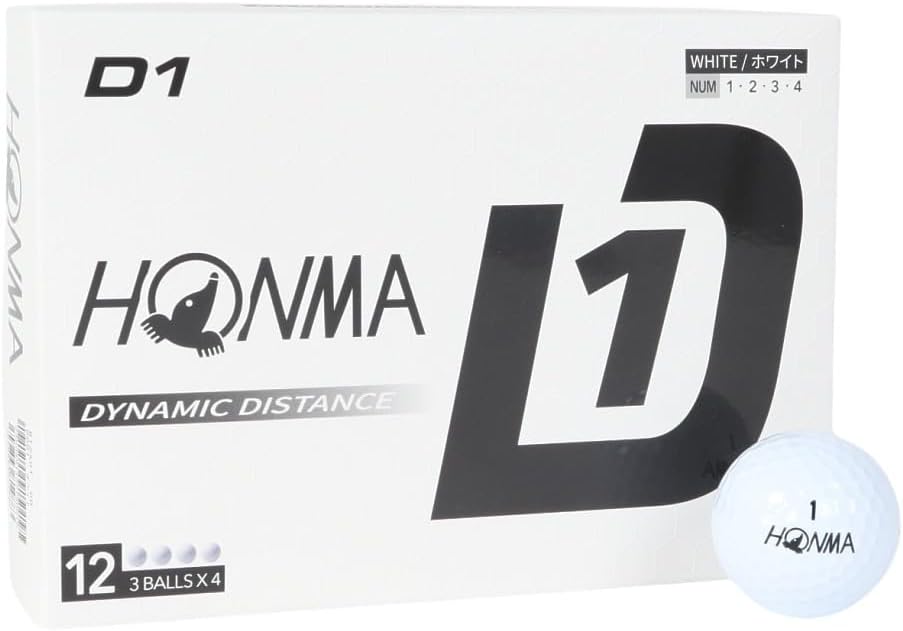 D1
WHITE / ホワイト
NUM 1・2・3・4
HONMA
HONMA
D1
DYNAMIC DISTANCE
12
3 BALLS X 4
1
HONMA